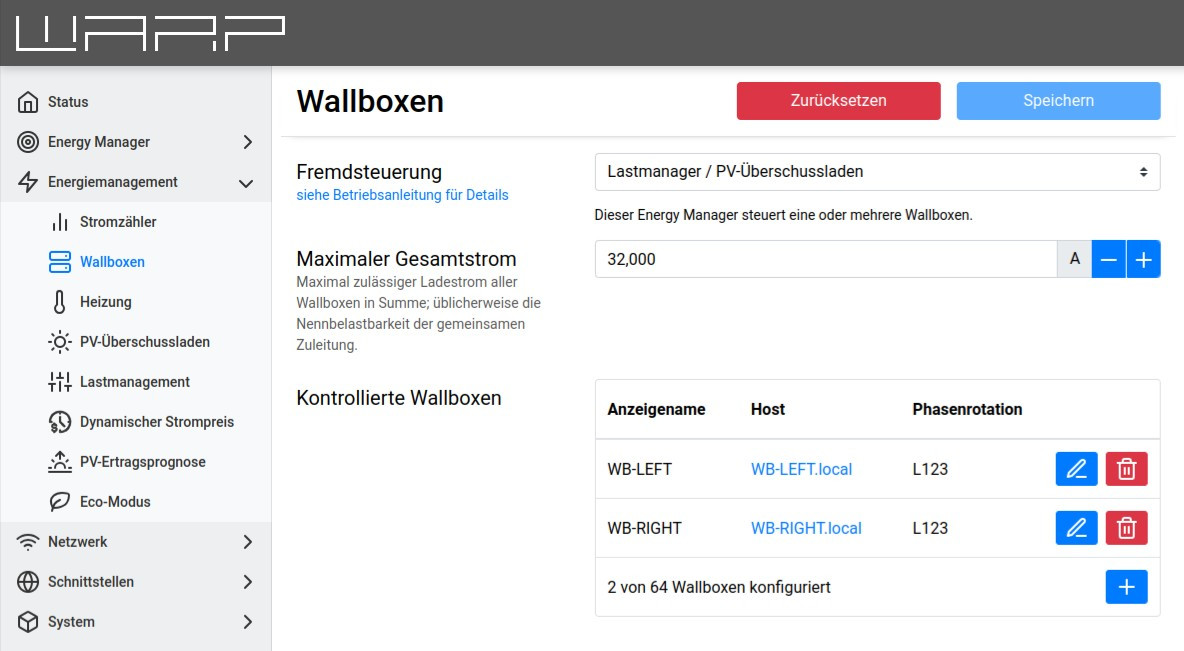 WARP
Status
Energy Manager
Energiemanagement
Stromzähler
Wallboxen
Heizung
PV-Überschussladen
Lastmanagement
Dynamischer Strompreis
PV-Ertragsprognose
Eco-Modus
Netzwerk
Schnittstellen
System
Wallboxen
Zurücksetzen
Speichern
Fremdsteuerung
siehe Betriebsanleitung für Details
Lastmanager / PV-Überschussladen
Dieser Energy Manager steuert eine oder mehrere Wallboxen.
Maximaler Gesamtstrom
Maximal zulässiger Ladestrom aller
Wallboxen in Summe; üblicherweise die
Nennbelastbarkeit der gemeinsamen
Zuleitung.
32,000 A
Kontrollierte Wallboxen
Anzeigename Host Phasenrotation
WB-LEFT WB-LEFT.local L123
WB-RIGHT WB-RIGHT.local L123
2 von 64 Wallboxen konfiguriert